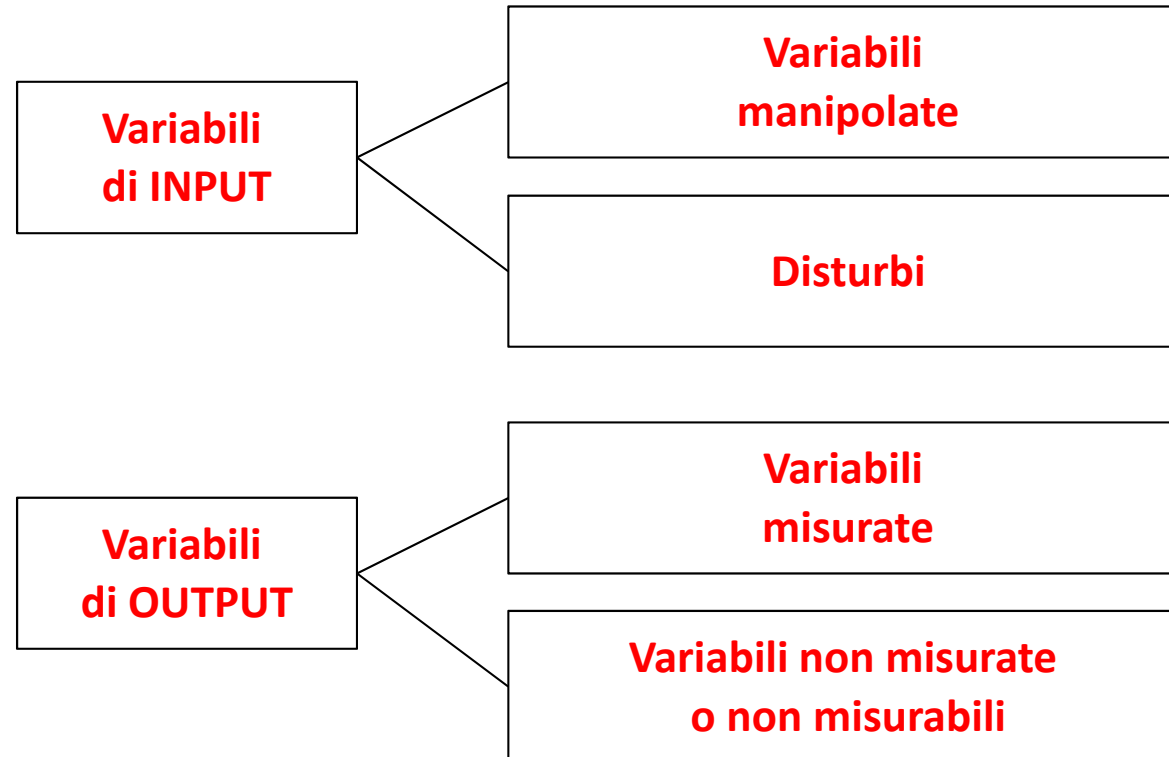 Variabili
manipolate
Variabili
di INPUT
Disturbi
Variabili
misurate
Variabili
di OUTPUT
Variabili non misurate
o non misurabili